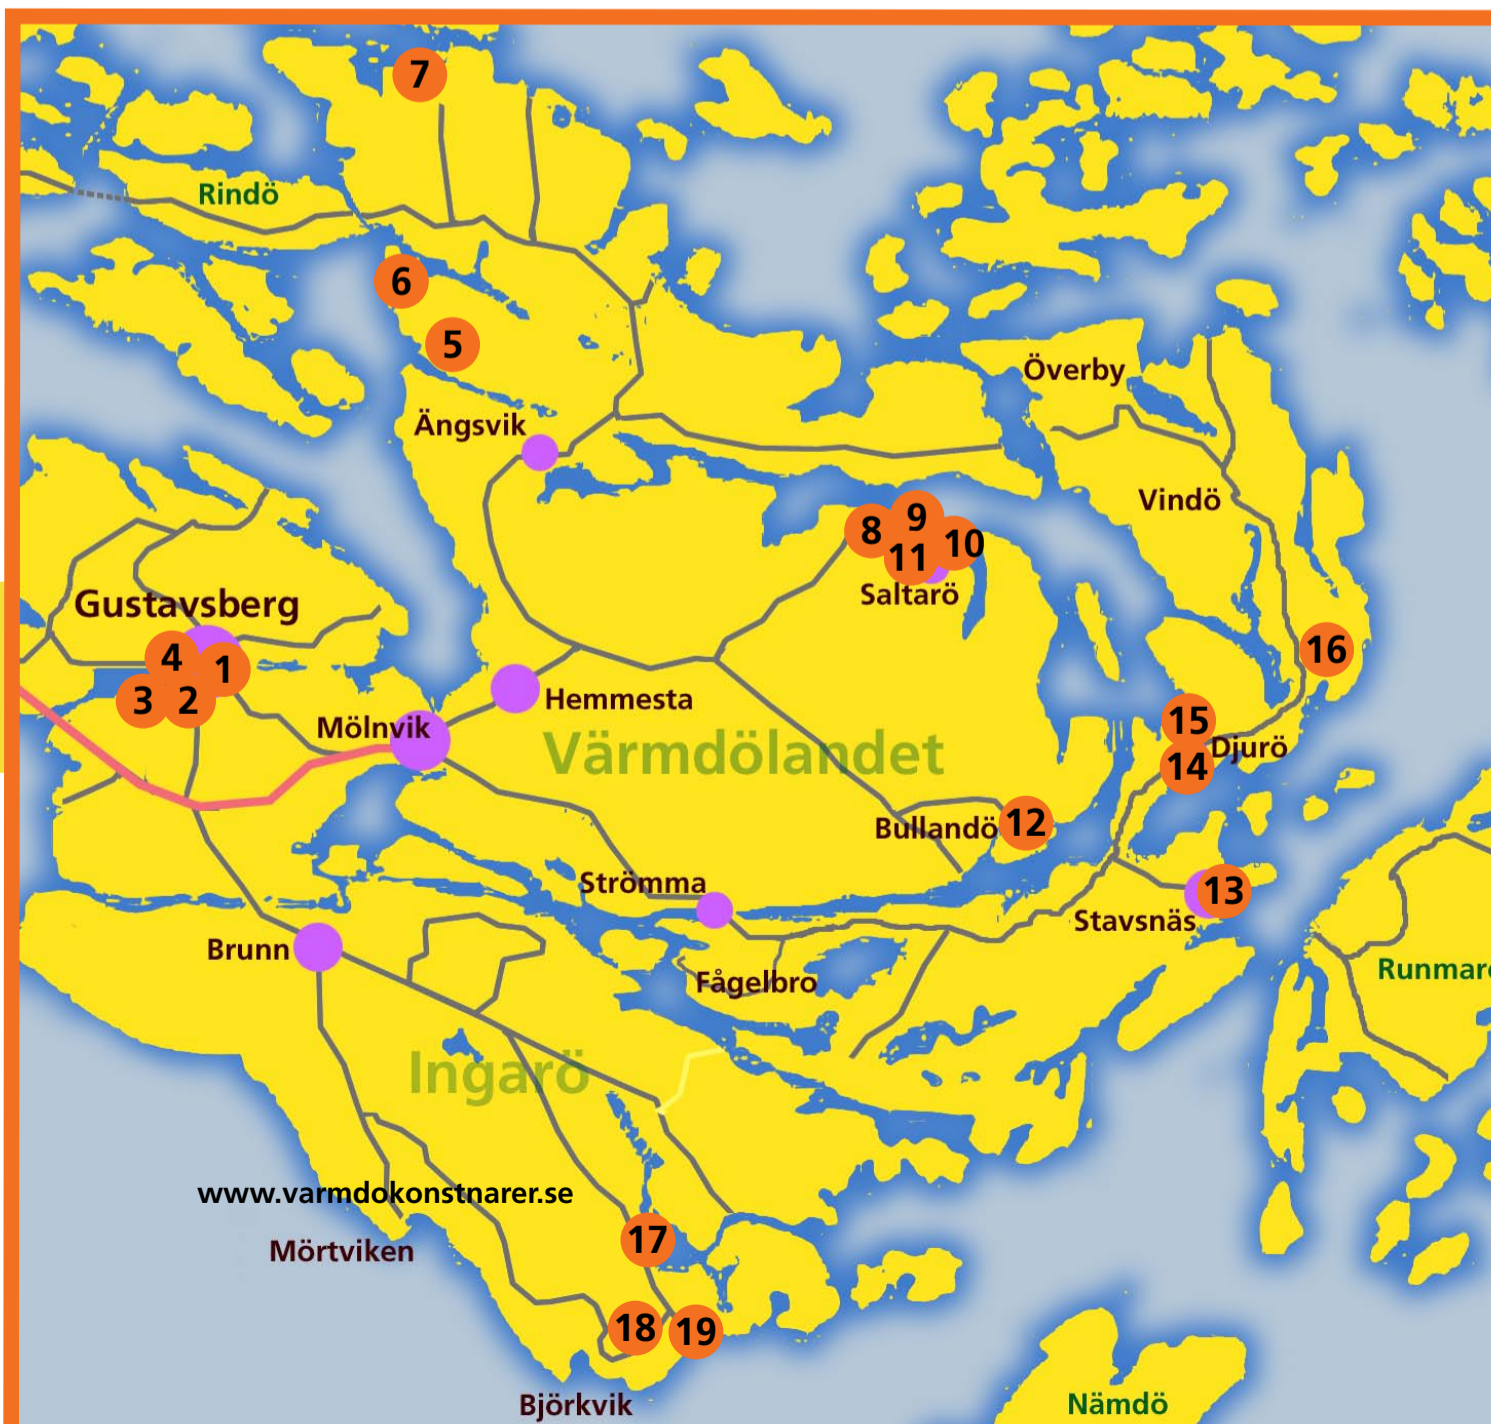 7
Rindö
6
5
Överby
Ängsvik
Vindö
9
8
10
11
Saltarö
Gustavsberg
4
1
3
2
16
Hemmesta
Mölnvik
Värmdölandet
15
Djurö
14
Bullandö
12
Strömma
13
Stavsnäs
Brunn
Fågelbro
Runmar
Ingarö
www.varmdokonstnarer.se
Mörtviken
17
18
19
Björkvik
Nämdö